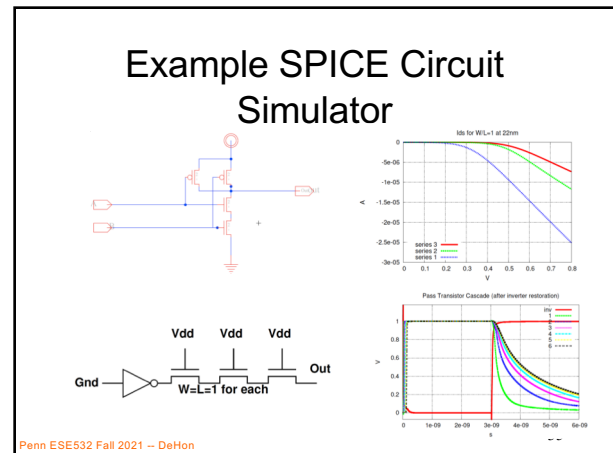 Example SPICE Circuit
Simulator
Ids for W/L=1 at 22nm
0
-5e-06
-1e-05
-1.5e-05
-2e-05
-2.5e-05
-3e-05
A
series 3
series 2
series 1
0 0.1 0.2 0.3 0.4 0.5 0.6 0.7 0.8
V
Vdd Vdd Vdd
Gnd
Out
W=L=1 for each
Pass Transistor Cascade (after inverter restoration)
1
0.8
0.6
0.4
0.2
0
V
inv
1
2
3
4
5
6
0 1e-09 2e-09 3e-09 4e-09 5e-09 6e-09
s
Penn ESE532 Fall 2021 -- DeHon